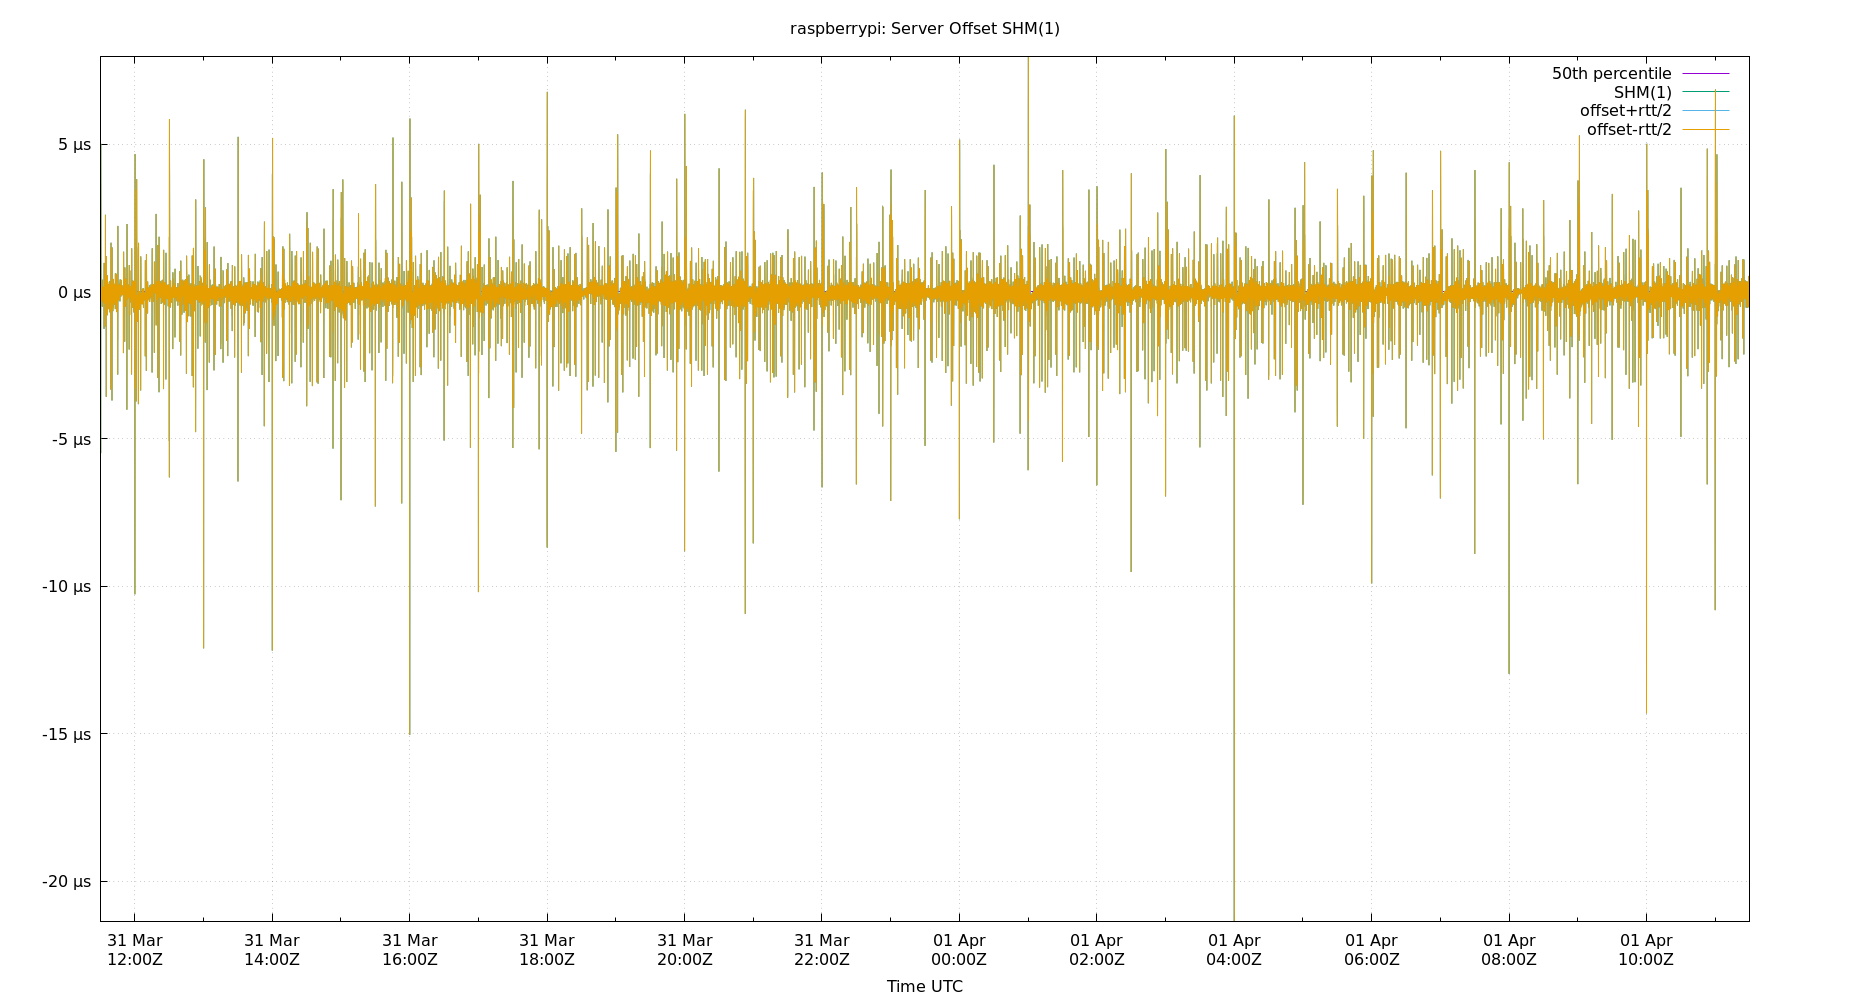 raspberrypi: Server Offset SHM(1)
50th percentile
SHM(1)
offset+rtt/2
offset-rtt/2
5 µs
0 µs
-5 µs
-10 µs
-15 µs
-20 µs
31 Mar 31 Mar 31 Mar 31 Mar 31 Mar 31 Mar 01 Apr 01 Apr 01 Apr 01 Apr 01 Apr 01 Apr
12:00Z 14:00Z 16:00Z 18:00Z 20:00Z 22:00Z 00:00Z 02:00Z 04:00Z 06:00Z 08:00Z 10:00Z
Time UTC